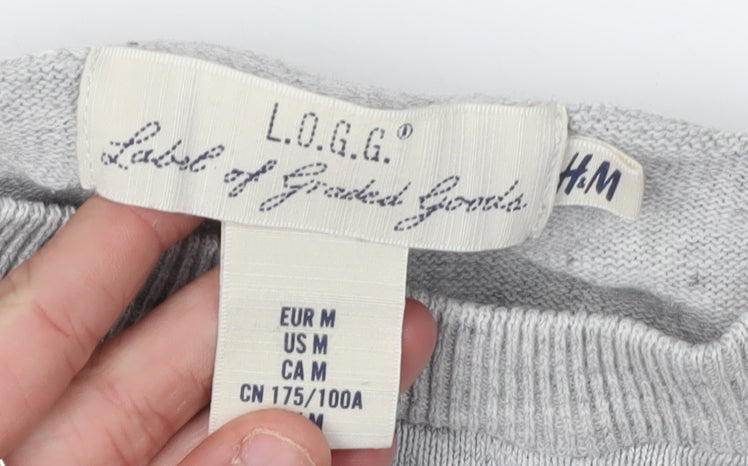 L.O.G.G.®
Label of Graded Goods
H&M
EUR M
US M
CA M
CN 175/100A
M